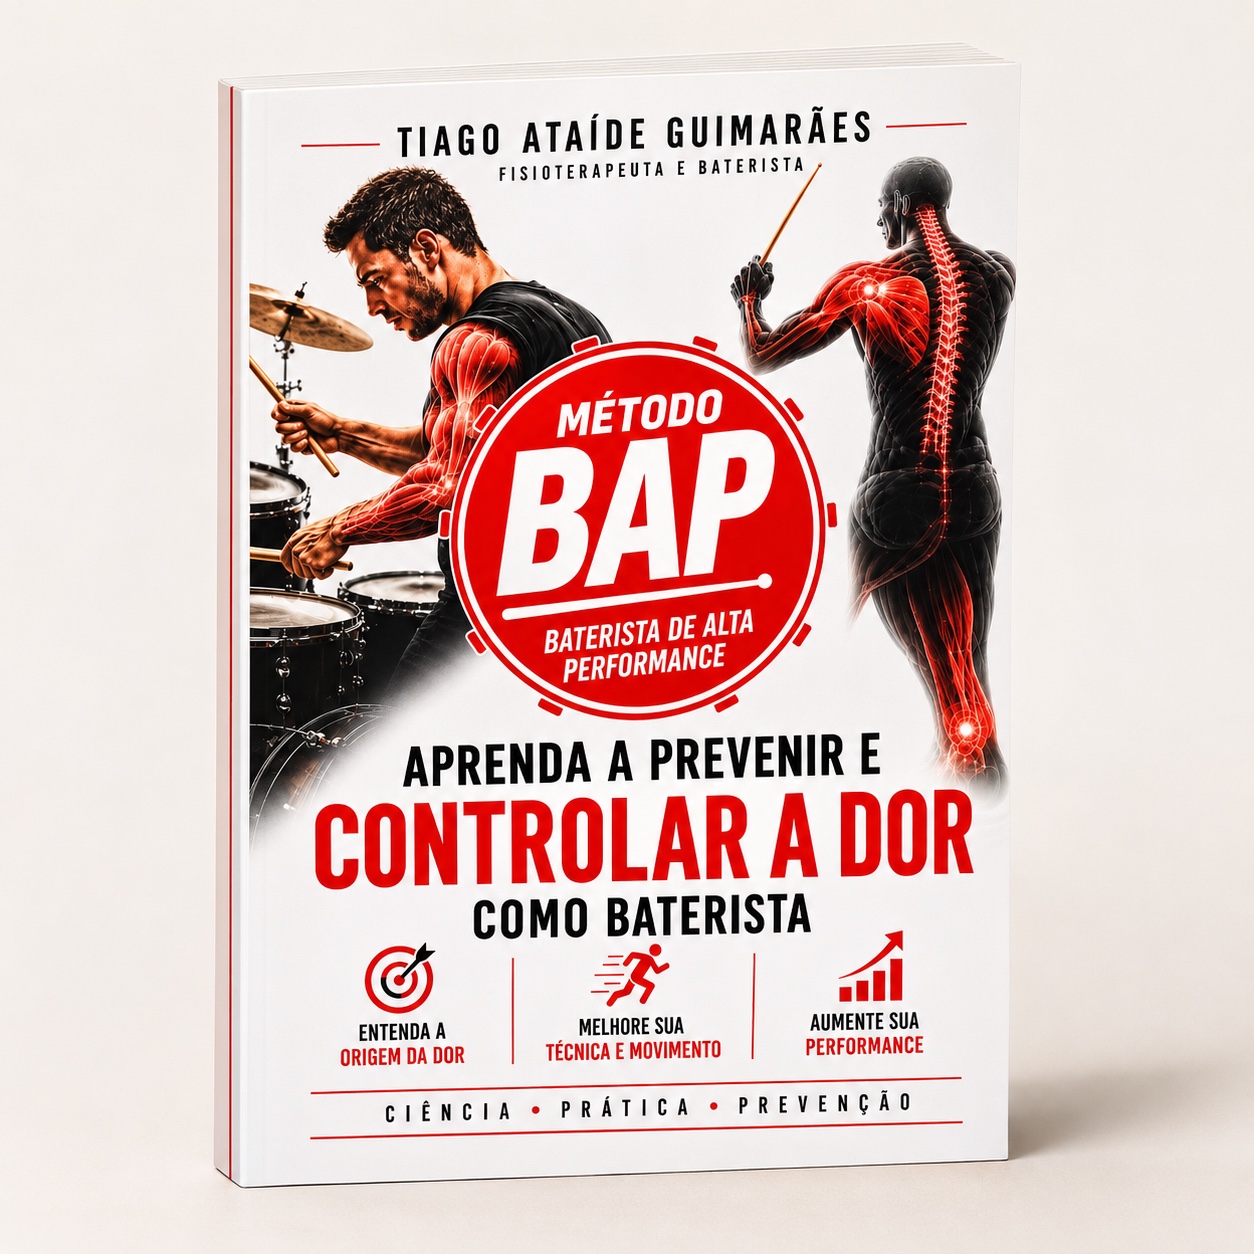 TIAGO ATAÍDE GUIMARÃES
FISIOTERAPEUTA E BATERISTA
MÉTODO
BAP
BATERISTA DE ALTA
PERFORMANCE
APRENDA A PREVENIR E
CONTROLAR A DOR
COMO BATERISTA
ENTENDA A
ORIGEM DA DOR
MELHORE SUA
TÉCNICA E MOVIMENTO
AUMENTE SUA
PERFORMANCE
CIÊNCIA • PRÁTICA • PREVENÇÃO